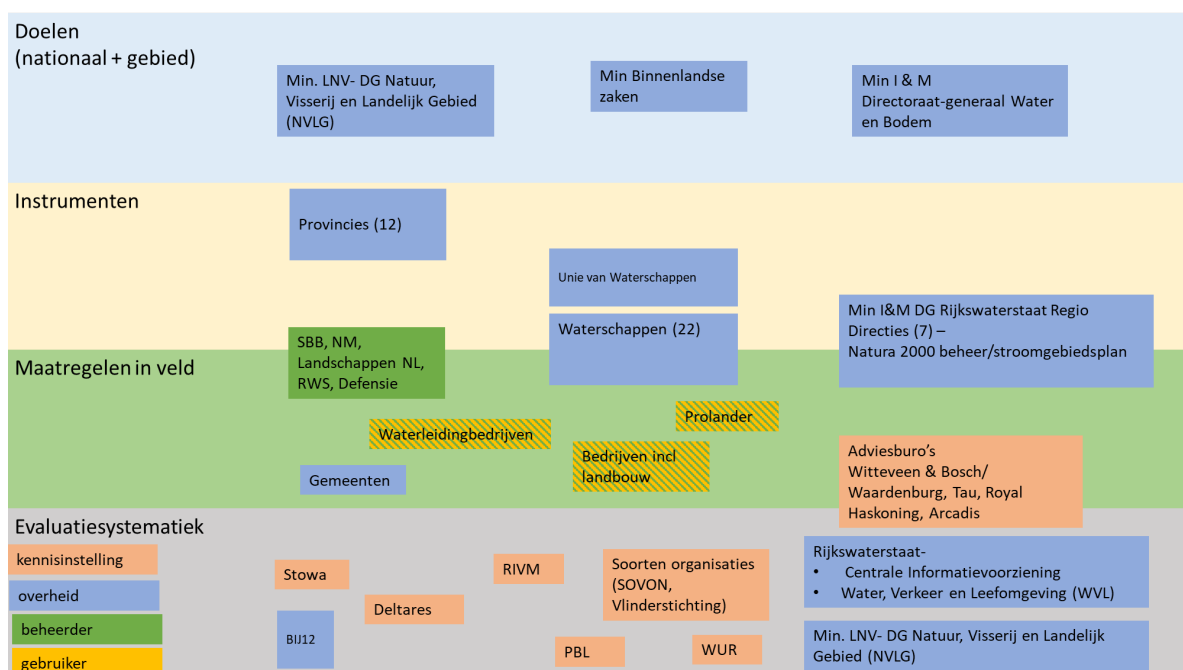 Doelen
(nationaal + gebied)
Min. LNV- DG Natuur,
Visserij en Landelijk Gebied
(NVLG)
Min Binnenlandse
zaken
Min I & M
Directoraat-generaal Water
en Bodem
Instrumenten
Provincies (12)
Unie van Waterschappen
Waterschappen (22)
Min I&M DG Rijkswaterstaat Regio
Directies (7) –
Natura 2000 beheer/stroomgebiedsplan
SBB, NM,
Landschappen NL,
RWS, Defensie
Maatregelen in veld
Prolander
Waterleidingbedrijven
Bedrijven incl
landbouw
Gemeenten
Adviesburo's
Witteveen & Bosch/
Waardenburg, Tau, Royal
Haskoning, Arcadis
Evaluatiesystematiek
kennisinstelling
overheid
beheerder
gebruiker
Stowa
Deltares
BIJ12
RIVM
Soorten organisaties
(SOVON,
Vlinderstichting)
PBL
WUR
Rijkswaterstaat-
• Centrale Informatievoorziening
• Water, Verkeer en Leefomgeving (WVL)
Min. LNV- DG Natuur, Visserij en Landelijk
Gebied (NVLG)